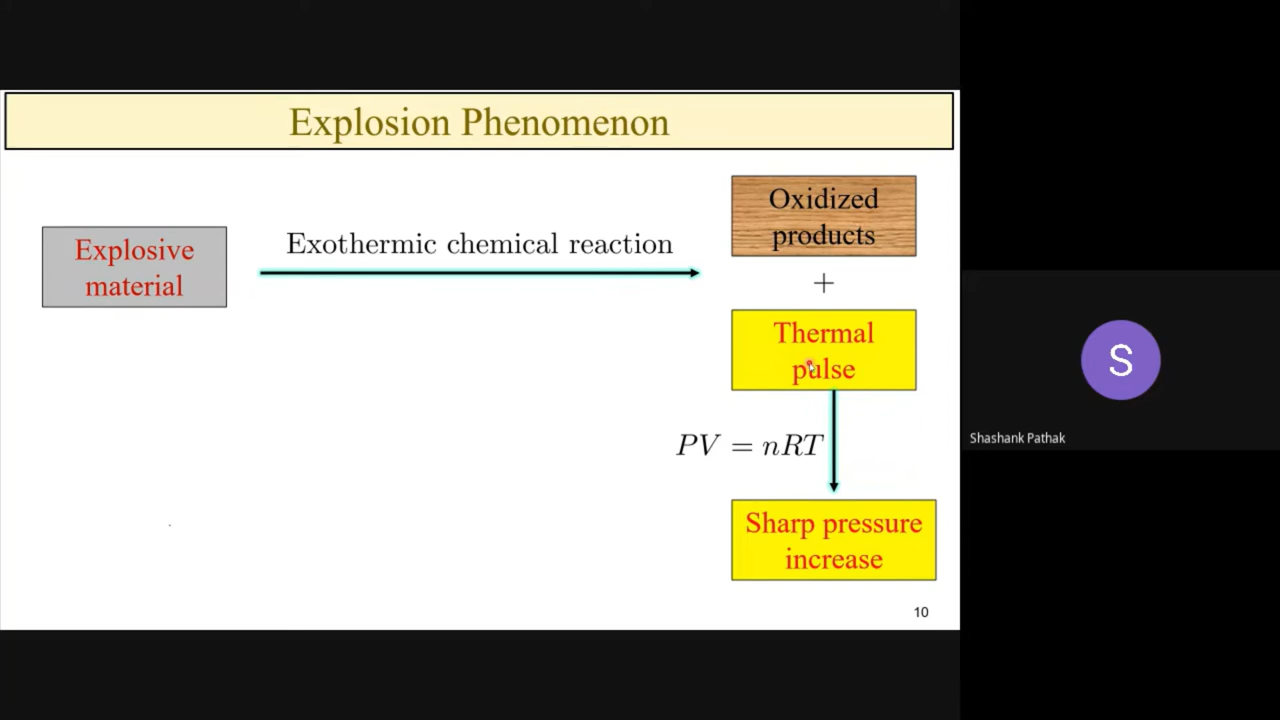 Explosion Phenomenon
Explosive
material
Exothermic chemical reaction
Oxidized
products
+
Thermal
pulse
PV = nRT
Sharp pressure
increase
10
S
Shashank Pathak